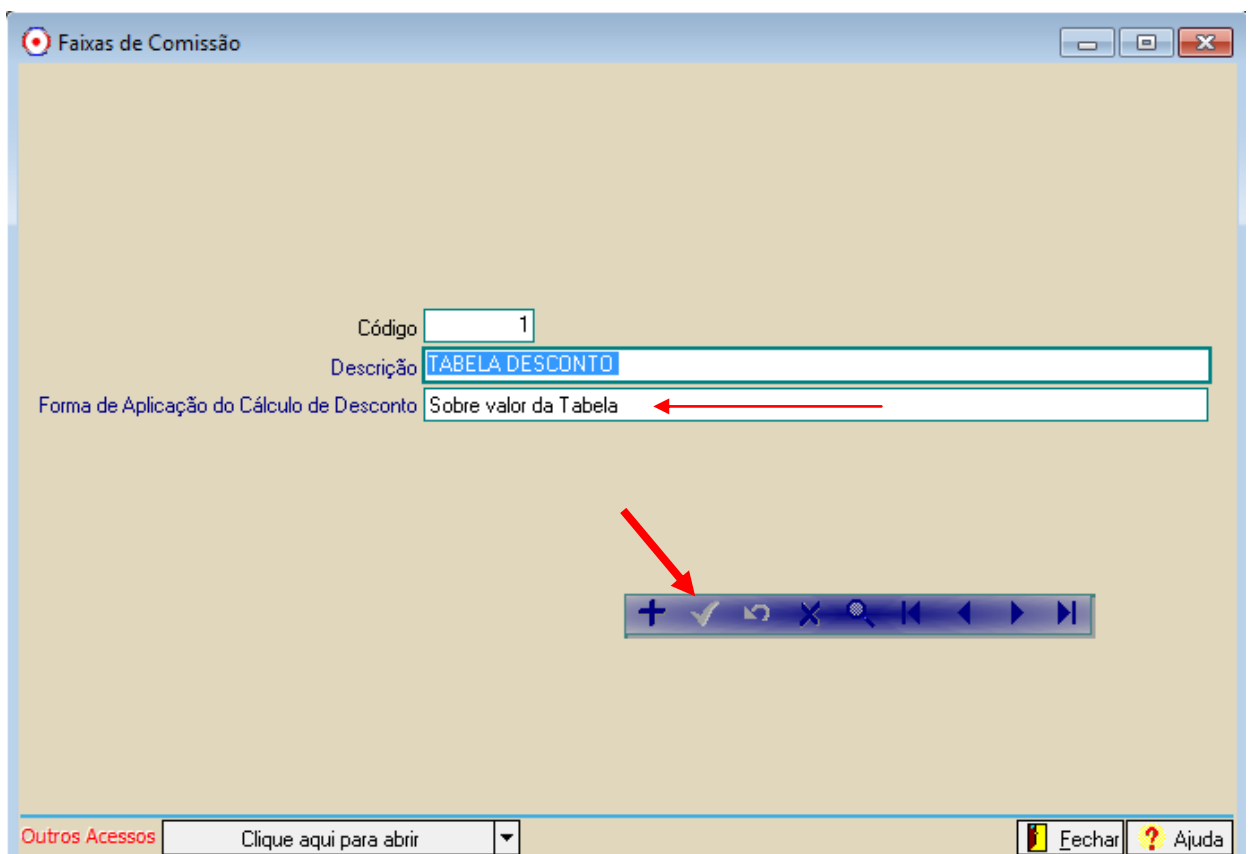 Faixas de Comissão
Código 1
Descrição TABELA DESCONTO
Forma de Aplicação do Cálculo de Desconto Sobre valor da Tabela
Outros Acessos Clique aqui para abrir Fechar ? Ajuda